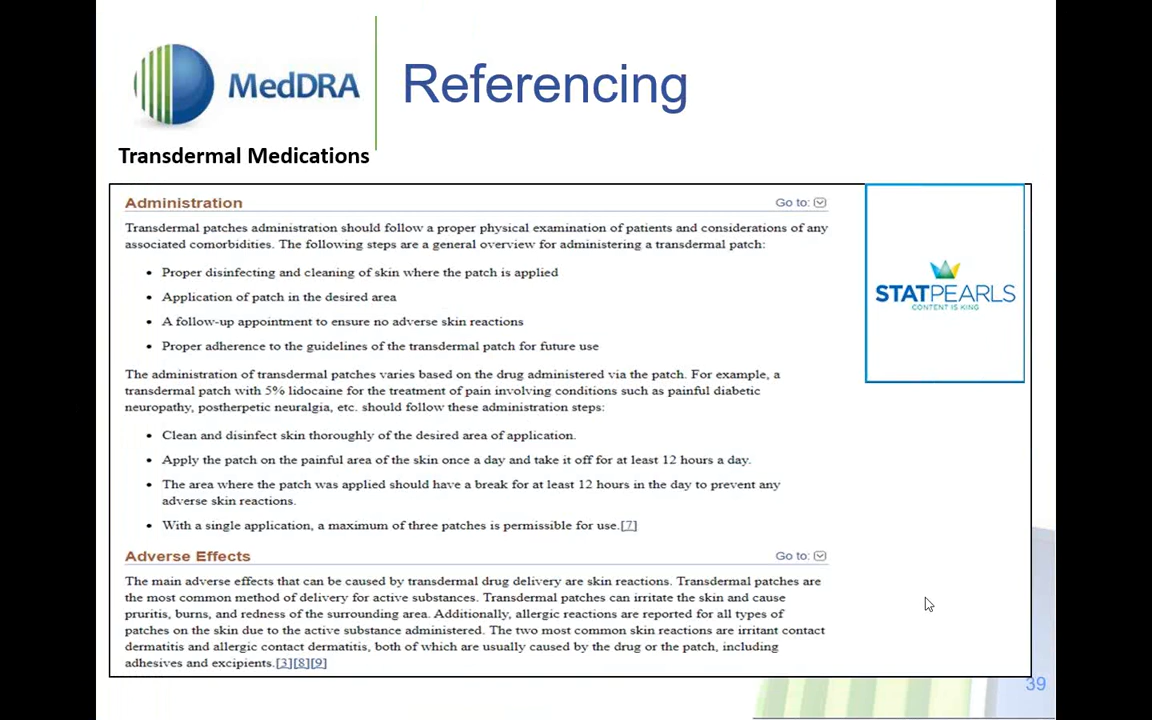 MedDRA
Referencing
Transdermal Medications
Administration
Go to:
Transdermal patches administration should follow a proper physical examination of patients and considerations of any
associated comorbidities. The following steps are a general overview for administering a transdermal patch:
• Proper disinfecting and cleaning of skin where the patch is applied
• Application of patch in the desired area
• A follow-up appointment to ensure no adverse skin reactions
• Proper adherence to the guidelines of the transdermal patch for future use
The administration of transdermal patches varies based on the drug administered via the patch. For example, a
transdermal patch with 5% lidocaine for the treatment of pain involving conditions such as painful diabetic
neuropathy, postherpetic neuralgia, etc. should follow these administration steps:
• Clean and disinfect skin thoroughly of the desired area of application.
• Apply the patch on the painful area of the skin once a day and take it off for at least 12 hours a day.
• The area where the patch was applied should have a break for at least 12 hours in the day to prevent any
adverse skin reactions.
• With a single application, a maximum of three patches is permissible for use.[7]
Adverse Effects
Go to:
The main adverse effects that can be caused by transdermal drug delivery are skin reactions. Transdermal patches are
the most common method of delivery for active substances. Transdermal patches can irritate the skin and cause
pruritis, burns, and redness of the surrounding area. Additionally, allergic reactions are reported for all types of
patches on the skin due to the active substance administered. The two most common skin reactions are irritant contact
dermatitis and allergic contact dermatitis, both of which are usually caused by the drug or the patch, including
adhesives and excipients.[3][8][9]
STATPEARLS
CONTENT IS KING
39